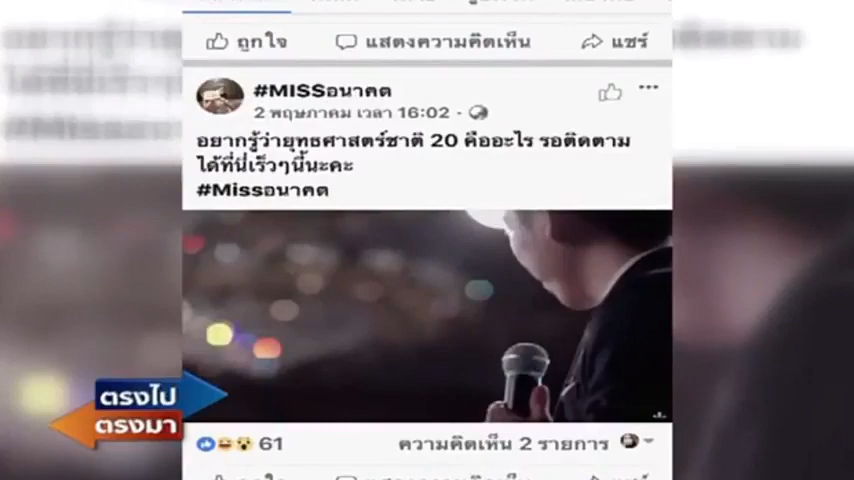 ถูกใจ แสดงความคิดเห็น แชร์
#MISSอนาคต
2 พฤษภาคม เวลา 16:02 ·
อยากรู้ว่ายุทธศาสตร์ชาติ 20 คืออะไร รอติดตาม
ได้ที่นี่เร็วๆนี้นะคะ
#Missอนาคต
ตรงไป
ตรงมา
61 ความคิดเห็น 2 รายการ